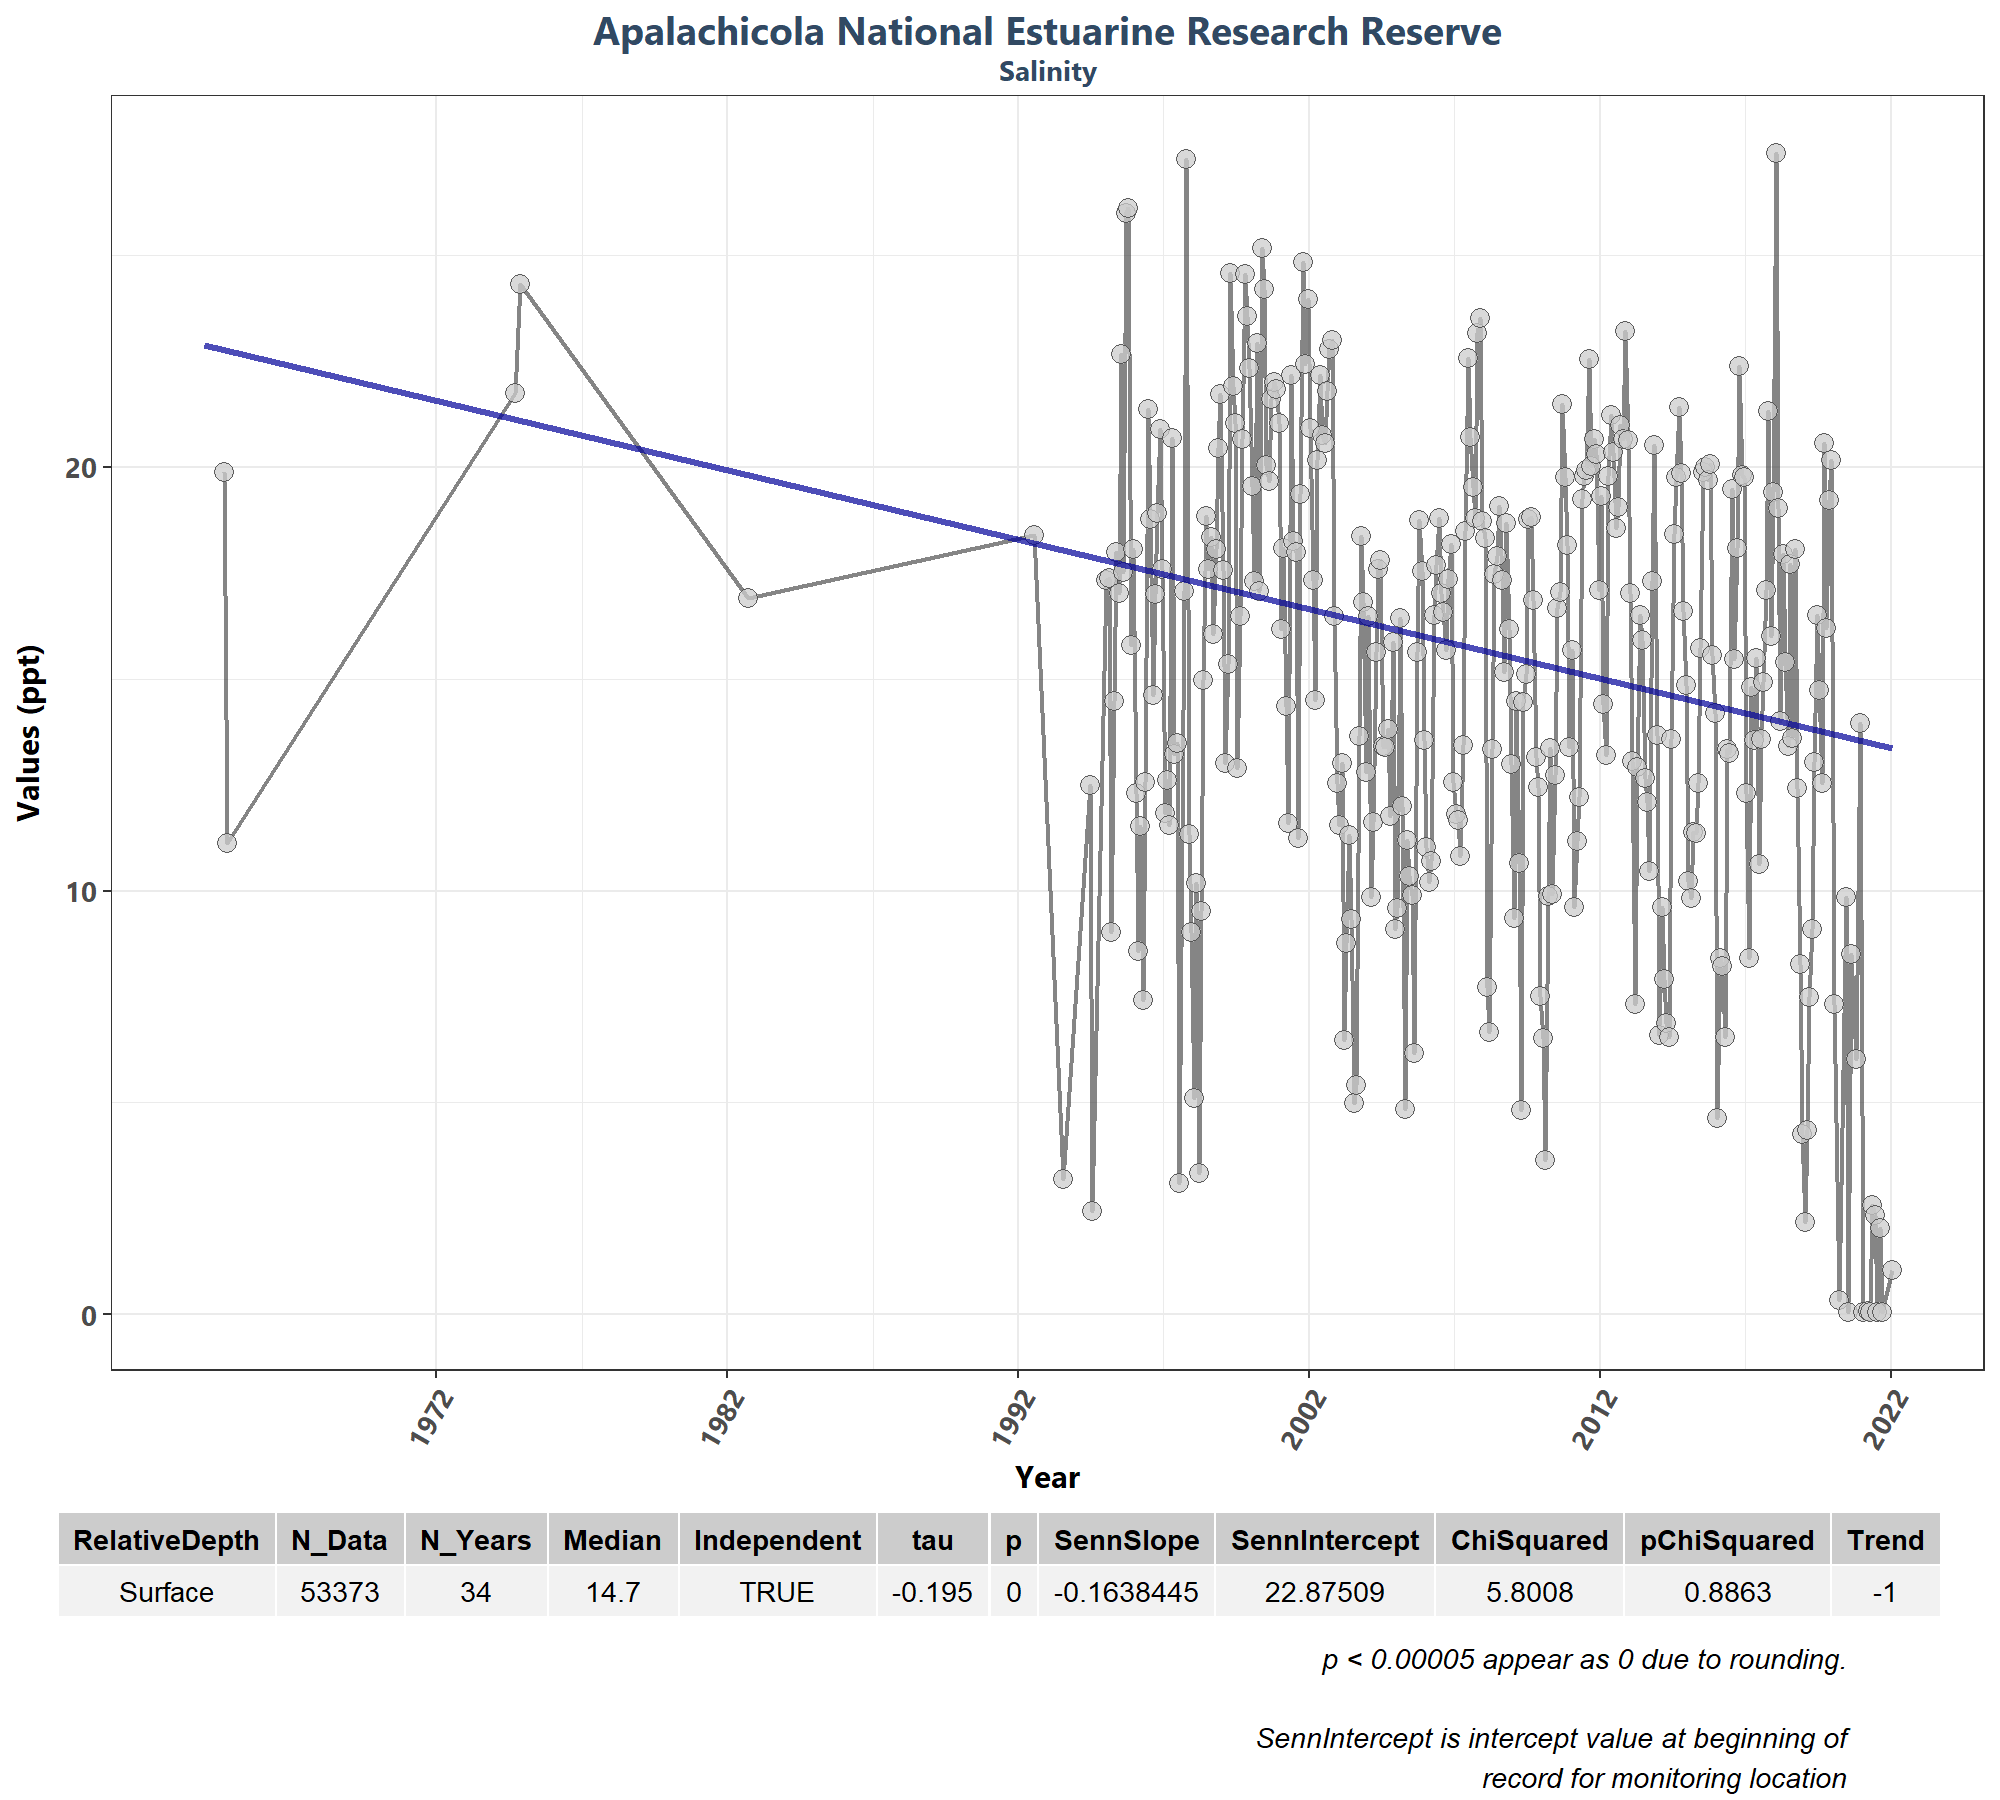 Apalachicola National Estuarine Research Reserve
Salinity
Values (ppt)
20
10
0
1972
1982
1992
2002
2012
2022
Year
RelativeDepth N_Data N_Years Median Independent tau p SennSlope SennIntercept ChiSquared pChiSquared Trend
Surface 53373 34 14.7 TRUE -0.195 0 -0.1638445 22.87509 5.8008 0.8863 -1
p < 0.00005 appear as 0 due to rounding.
SennIntercept is intercept value at beginning of
record for monitoring location